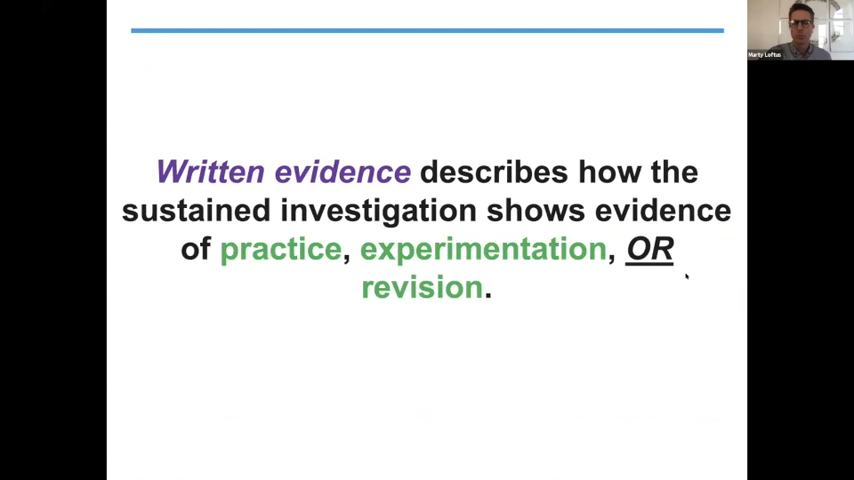 Marty Loftus
Written evidence describes how the
sustained investigation shows evidence
of practice, experimentation, OR
revision.